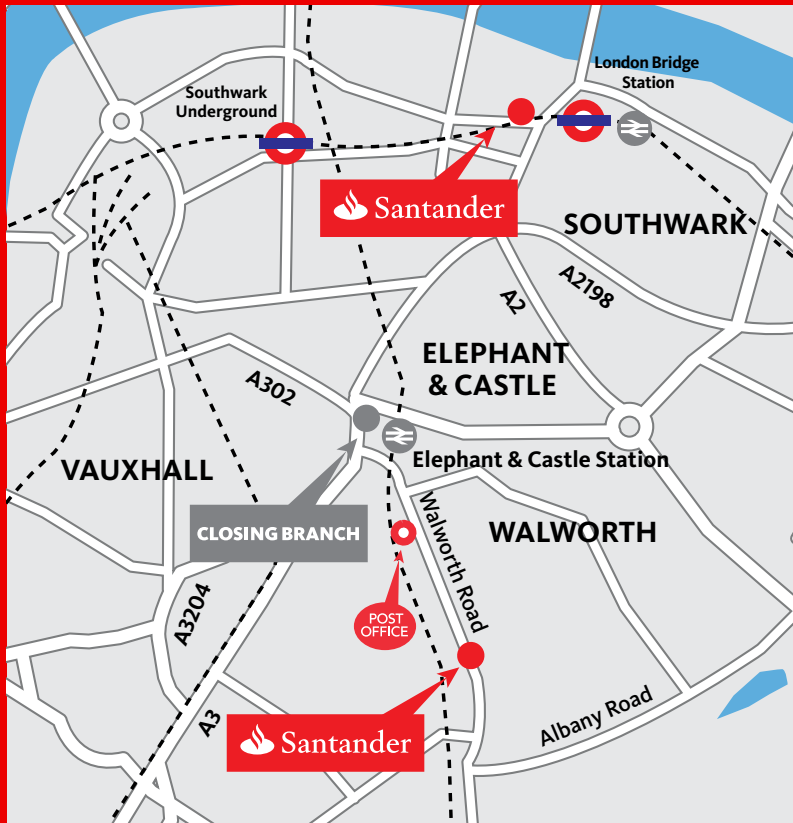 London Bridge
Station
Southwark
Underground
Santander
SOUTHWARK
A2198
A2
ELEPHANT
& CASTLE
A302
Elephant & Castle Station
VAUXHALL
Walworth Road
CLOSING BRANCH
WALWORTH
POST
OFFICE
A3204
A3
Santander
Albany Road